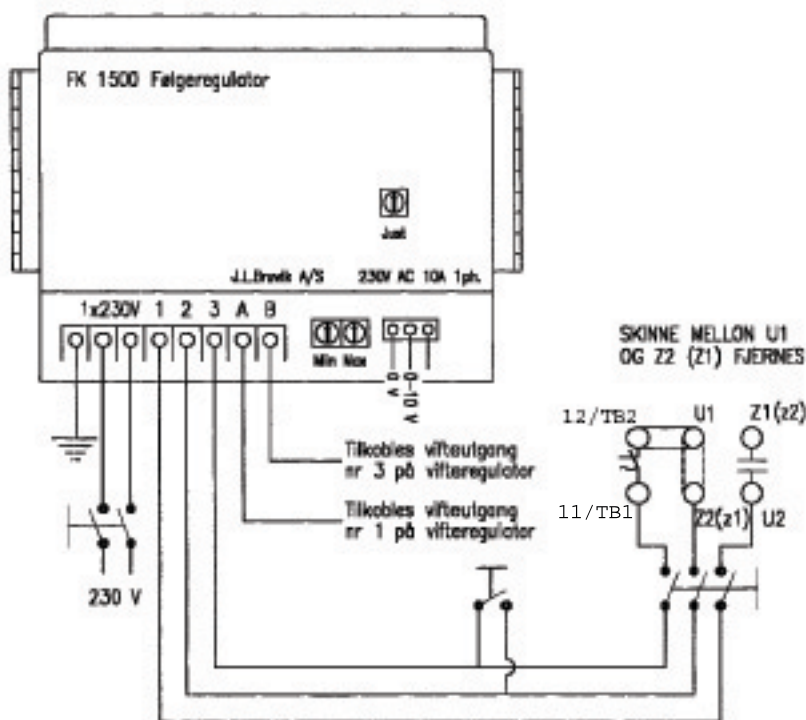 FK 1500 Følgeregulator
Just
J.L.Bravik A/S 230V AC 10A 1ph.
1x230V 1 2 3 A B
Min Max
0 V
0-10 V
SKINNE MELLON U1
OG Z2 (Z1) FJERNES
12/TB2 U1 Z1(z2)
Tilkobles vifteutgang
nr 3 på vifteregulator
11/TB1 Z2(z1) U2
Tilkobles vifteutgang
nr 1 på vifteregulator
230 V